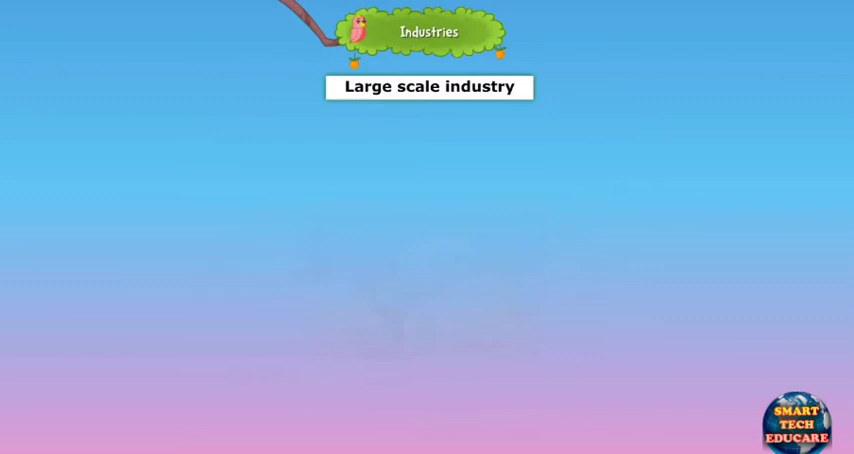 Industries
Large scale industry
SMART
TECH
EDUCARE